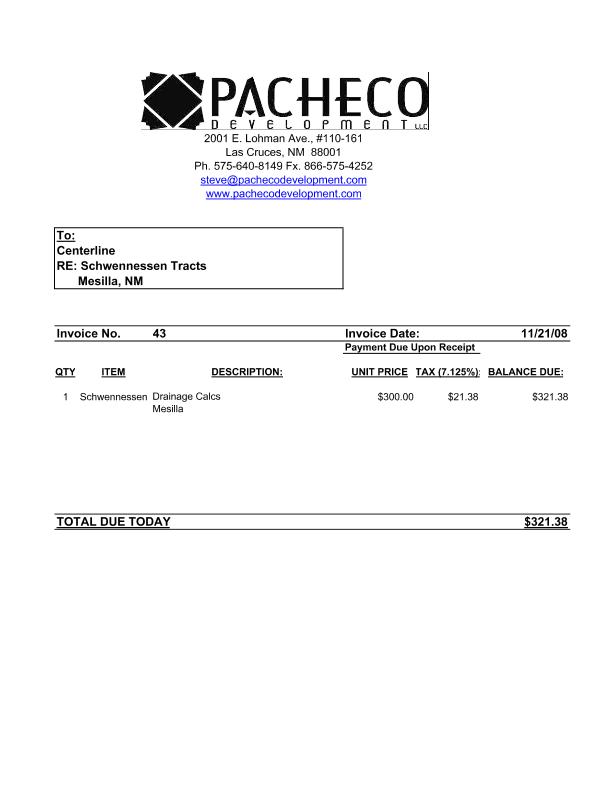 PACHECO
DEVELOPMENT LLC
2001 E. Lohman Ave., #110-161
Las Cruces, NM  88001
Ph. 575-640-8149 Fx. 866-575-4252
steve@pachecodevelopment.com
www.pachecodevelopment.com
To:
Centerline
RE: Schwennessen Tracts
Mesilla, NM
Invoice No. 43 Invoice Date: 11/21/08
Payment Due Upon Receipt
QTY ITEM DESCRIPTION: UNIT PRICE TAX (7.125%): BALANCE DUE:
1 Schwennessen Drainage Calcs $300.00 $21.38 $321.38
Mesilla
TOTAL DUE TODAY $321.38